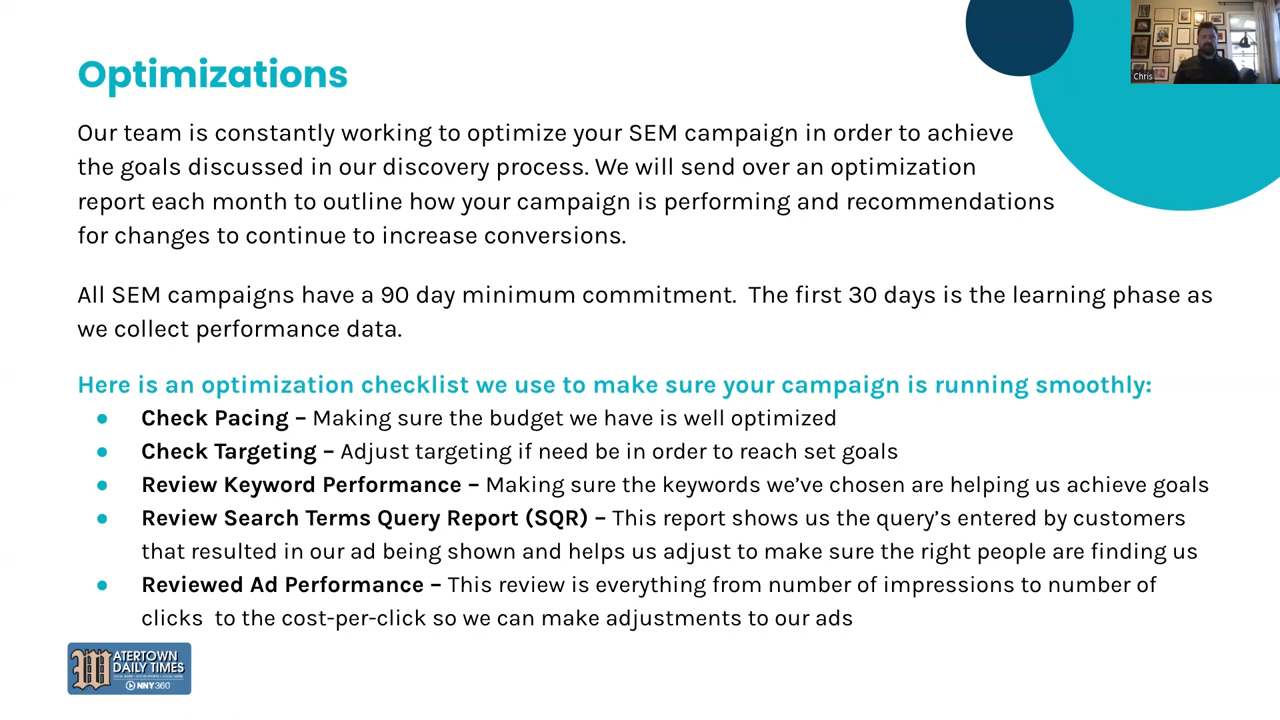 Chris
Optimizations
Our team is constantly working to optimize your SEM campaign in order to achieve
the goals discussed in our discovery process. We will send over an optimization
report each month to outline how your campaign is performing and recommendations
for changes to continue to increase conversions.
All SEM campaigns have a 90 day minimum commitment.  The first 30 days is the learning phase as
we collect performance data.
Here is an optimization checklist we use to make sure your campaign is running smoothly:
● Check Pacing – Making sure the budget we have is well optimized
● Check Targeting – Adjust targeting if need be in order to reach set goals
● Review Keyword Performance – Making sure the keywords we’ve chosen are helping us achieve goals
● Review Search Terms Query Report (SQR) – This report shows us the query’s entered by customers
that resulted in our ad being shown and helps us adjust to make sure the right people are finding us
● Reviewed Ad Performance – This review is everything from number of impressions to number of
clicks  to the cost-per-click so we can make adjustments to our ads
WATERTOWN
DAILY TIMES
NNY360